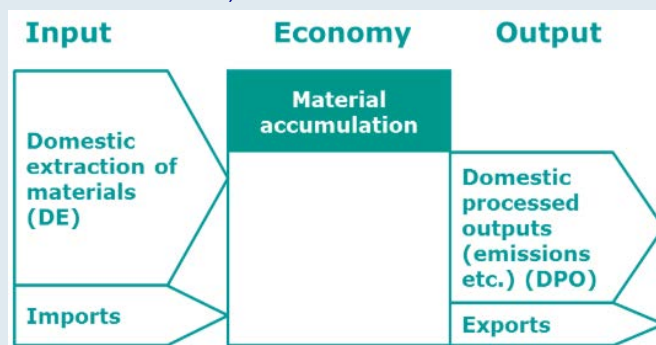 Input
Economy
Output
Material
accumulation
Domestic
extraction of
materials
(DE)
Domestic
processed
outputs
(emissions
etc.) (DPO)
Imports
Exports